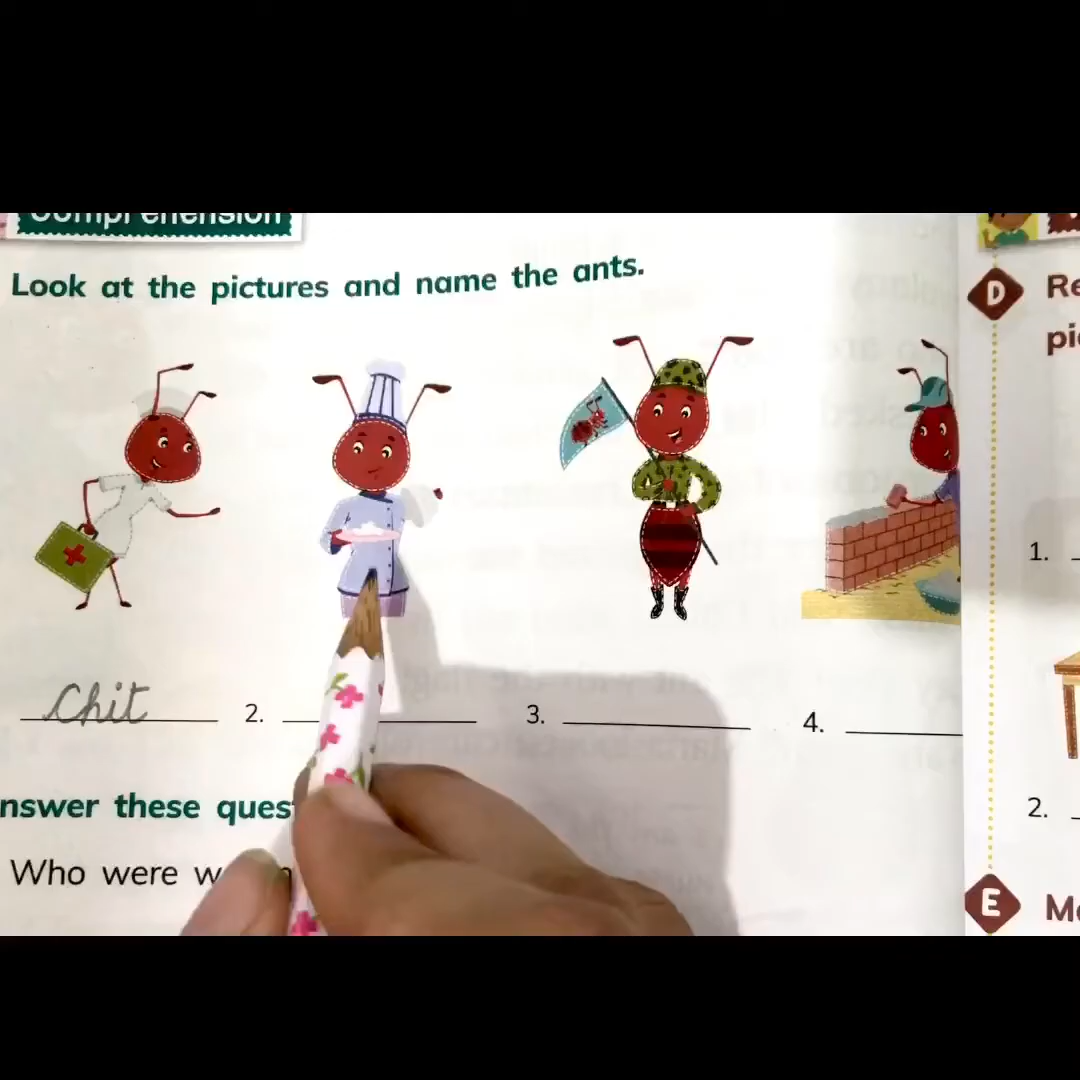 Comprehension
Look at the pictures and name the ants.
D Re
pi
1.
Chit 2. 3. 4.
nswer these ques
2.
Who were w
E